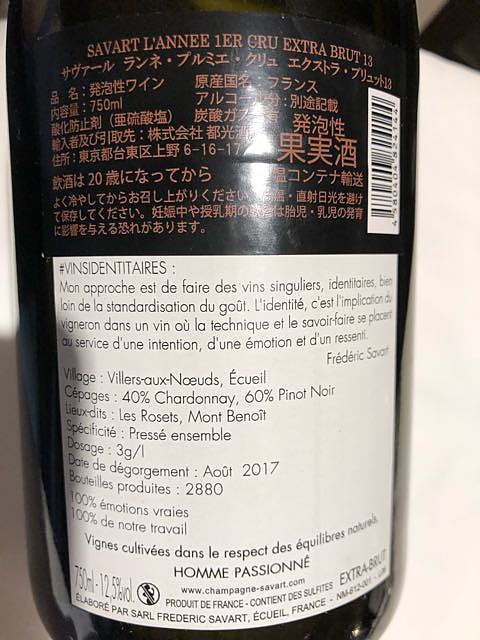 SAVART L'ANNEE 1ER CRU EXTRA BRUT 13
サヴァール ランネ・プルミエ・クリュ エクストラ・ブリュット13
品 名：発泡性ワイン 原産国名：フランス
内容量：750ml アルコール分：別途記載
酸化防止剤（亜硫酸塩） 炭酸ガス 発泡性
輸入者及び引取先：株式会社 都光酒 果実酒
住所：東京都台東区上野 6-16-17
飲酒は20歳になってから 温コンテナ輸送
よく冷やしてからお召し上がりください 温・直射日光を避け
て保存してください。妊娠中や授乳期の飲酒は胎児・乳児の発育
に影響を与える恐れがあります。
4 580404 824144
#VINSIDENTITAIRES :
Mon approche est de faire des vins singuliers, identitaires, bien
loin de la standardisation du goût. L'identité, c'est l'implication du
vigneron dans un vin où la technique et le savoir-faire se placent
au service d'une intention, d'une émotion et d'un ressenti.
Frédéric Savart
Village : Villers-aux-Nœuds, Écueil
Cépages : 40% Chardonnay, 60% Pinot Noir
Lieux-dits : Les Rosets, Mont Benoît
Spécificité : Pressé ensemble
Dosage : 3g/l
Date de dégorgement : Août 2017
Bouteilles produites : 2880
100% émotions vraies
100% de notre travail
Vignes cultivées dans le respect des équilibres naturels.
HOMME PASSIONNÉ
www.champagne-savart.com
750ml - 12,5%vol. EXTRA-BRUT
PRODUIT DE FRANCE - CONTIENT DES SULFITES
ÉLABORÉ PAR SARL FREDERIC SAVART, ÉCUEIL, FRANCE - NM-612-001